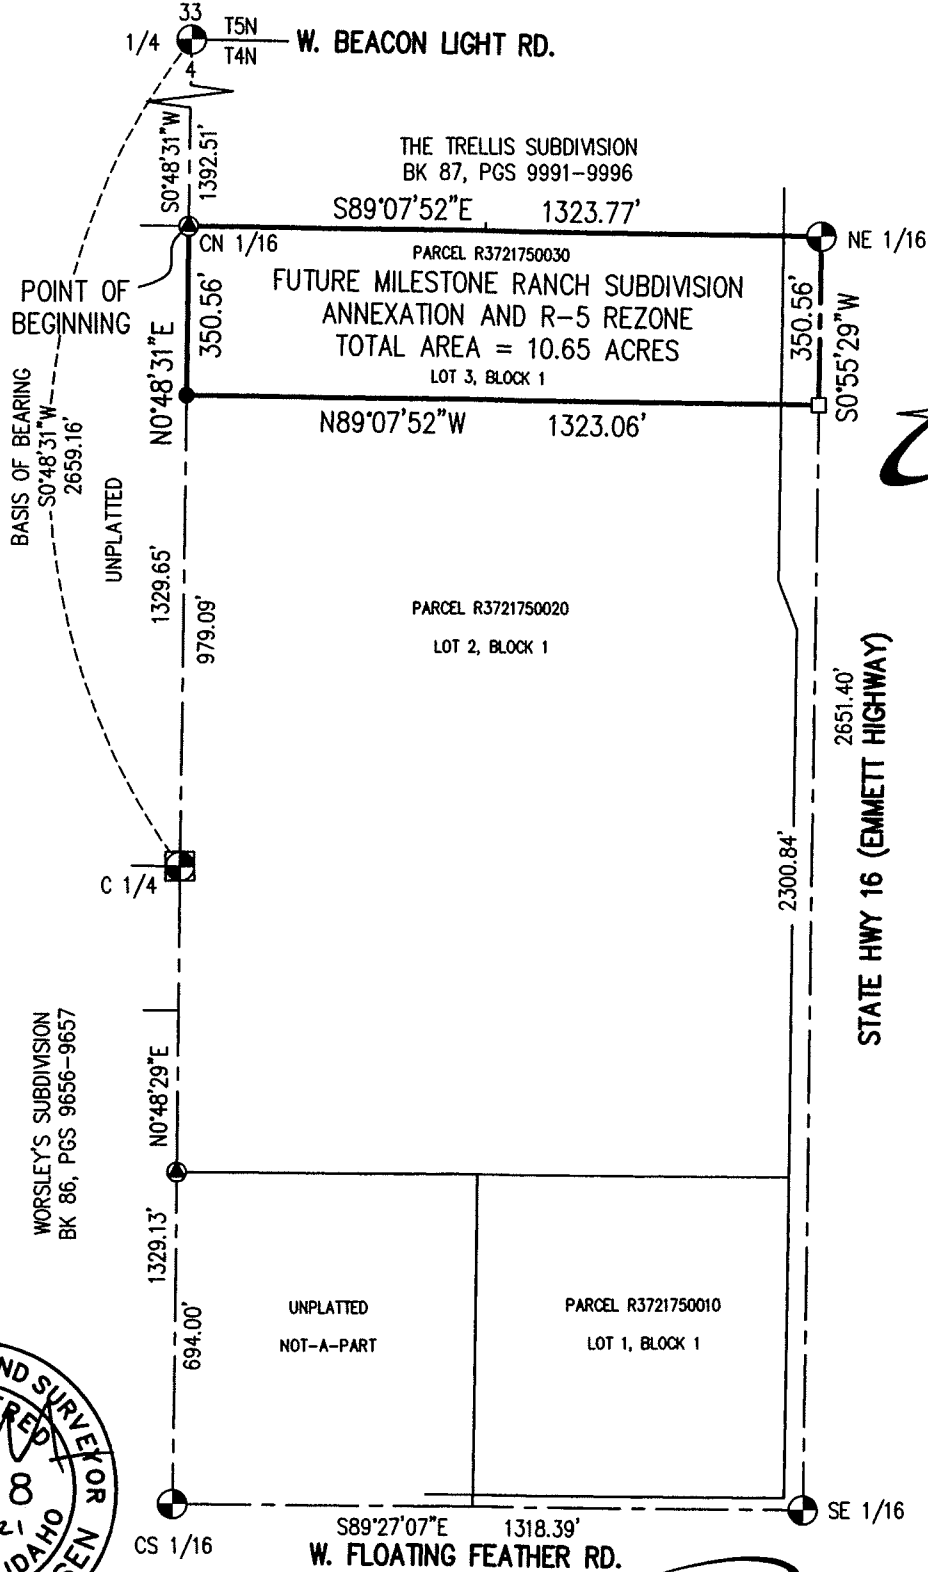 33
1/4
T5N
T4N
4
W. BEACON LIGHT RD.
S0°48'31"W
1392.51'
THE TRELLIS SUBDIVISION
BK 87, PGS 9991-9996
S89°07'52"E 1323.77'
CN 1/16
NE 1/16
POINT OF
BEGINNING
PARCEL R3721750030
FUTURE MILESTONE RANCH SUBDIVISION
ANNEXATION AND R-5 REZONE
TOTAL AREA = 10.65 ACRES
LOT 3, BLOCK 1
N0°48'31"E
350.56'
350.56'
S0°55'29"W
N89°07'52"W 1323.06'
BASIS OF BEARING
S0°48'31"W
2659.16'
UNPLATTED
1329.65'
979.09'
PARCEL R3721750020
LOT 2, BLOCK 1
2651.40'
STATE HWY 16 (EMMETT HIGHWAY)
2300.84'
C 1/4
WORSLEY'S SUBDIVISION
BK 86, PGS 9656-9657
N0°48'29"E
1329.13'
694.00'
UNPLATTED
NOT-A-PART
PARCEL R3721750010
LOT 1, BLOCK 1
ND SURVEYOR
8
21
IDAHO
CS 1/16
SE 1/16
S89°27'07"E 1318.39'
W. FLOATING FEATHER RD.